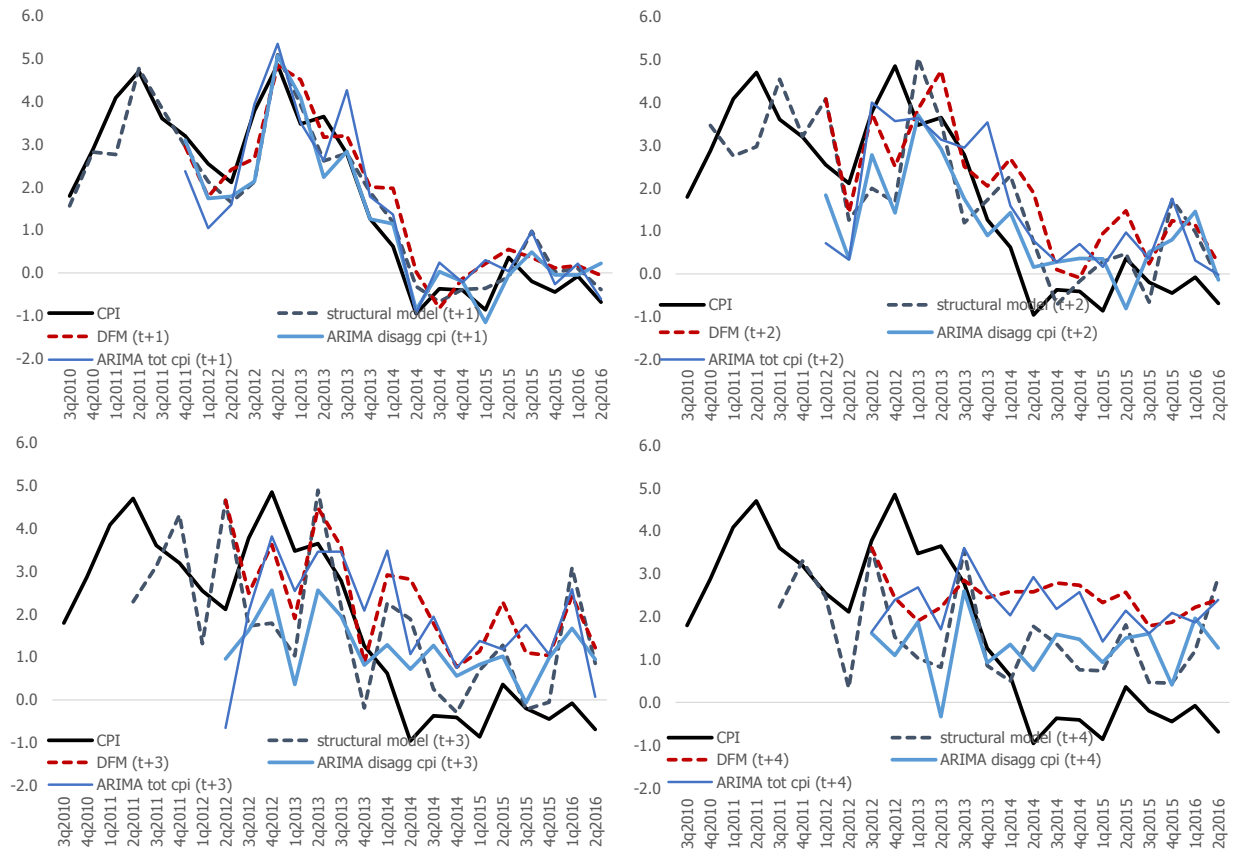 6.0
5.0
4.0
3.0
2.0
1.0
0.0
-1.0
-2.0
CPI
structural model (t+1)
DFM (t+1)
ARIMA disagg cpi (t+1)
ARIMA tot cpi (t+1)
3q2010
4q2010
1q2011
2q2011
3q2011
4q2011
1q2012
2q2012
3q2012
4q2012
1q2013
2q2013
3q2013
4q2013
1q2014
2q2014
3q2014
4q2014
1q2015
2q2015
3q2015
4q2015
1q2016
2q2016
6.0
5.0
4.0
3.0
2.0
1.0
0.0
-1.0
-2.0
CPI
structural model (t+2)
DFM (t+2)
ARIMA disagg cpi (t+2)
ARIMA tot cpi (t+2)
3q2010
4q2010
1q2011
2q2011
3q2011
4q2011
1q2012
2q2012
3q2012
4q2012
1q2013
2q2013
3q2013
4q2013
1q2014
2q2014
3q2014
4q2014
1q2015
2q2015
3q2015
4q2015
1q2016
2q2016
6.0
5.0
4.0
3.0
2.0
1.0
0.0
-1.0
-2.0
CPI
structural model (t+3)
DFM (t+3)
ARIMA disagg cpi (t+3)
ARIMA tot cpi (t+3)
3q2010
4q2010
1q2011
2q2011
3q2011
4q2011
1q2012
2q2012
3q2012
4q2012
1q2013
2q2013
3q2013
4q2013
1q2014
2q2014
3q2014
4q2014
1q2015
2q2015
3q2015
4q2015
1q2016
2q2016
6.0
5.0
4.0
3.0
2.0
1.0
0.0
-1.0
-2.0
CPI
structural model (t+4)
DFM (t+4)
ARIMA disagg cpi (t+4)
ARIMA tot cpi (t+4)
3q2010
4q2010
1q2011
2q2011
3q2011
4q2011
1q2012
2q2012
3q2012
4q2012
1q2013
2q2013
3q2013
4q2013
1q2014
2q2014
3q2014
4q2014
1q2015
2q2015
3q2015
4q2015
1q2016
2q2016